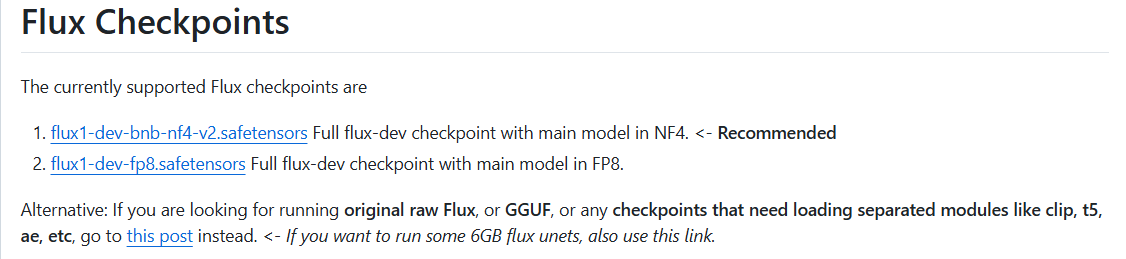 Flux Checkpoints
The currently supported Flux checkpoints are
1. flux1-dev-bnb-nf4-v2.safetensors Full flux-dev checkpoint with main model in NF4. <- Recommended
2. flux1-dev-fp8.safetensors Full flux-dev checkpoint with main model in FP8.
Alternative: If you are looking for running original raw Flux, or GGUF, or any checkpoints that need loading separated modules like clip, t5,
ae, etc, go to this post instead. <- If you want to run some 6GB flux unets, also use this link.